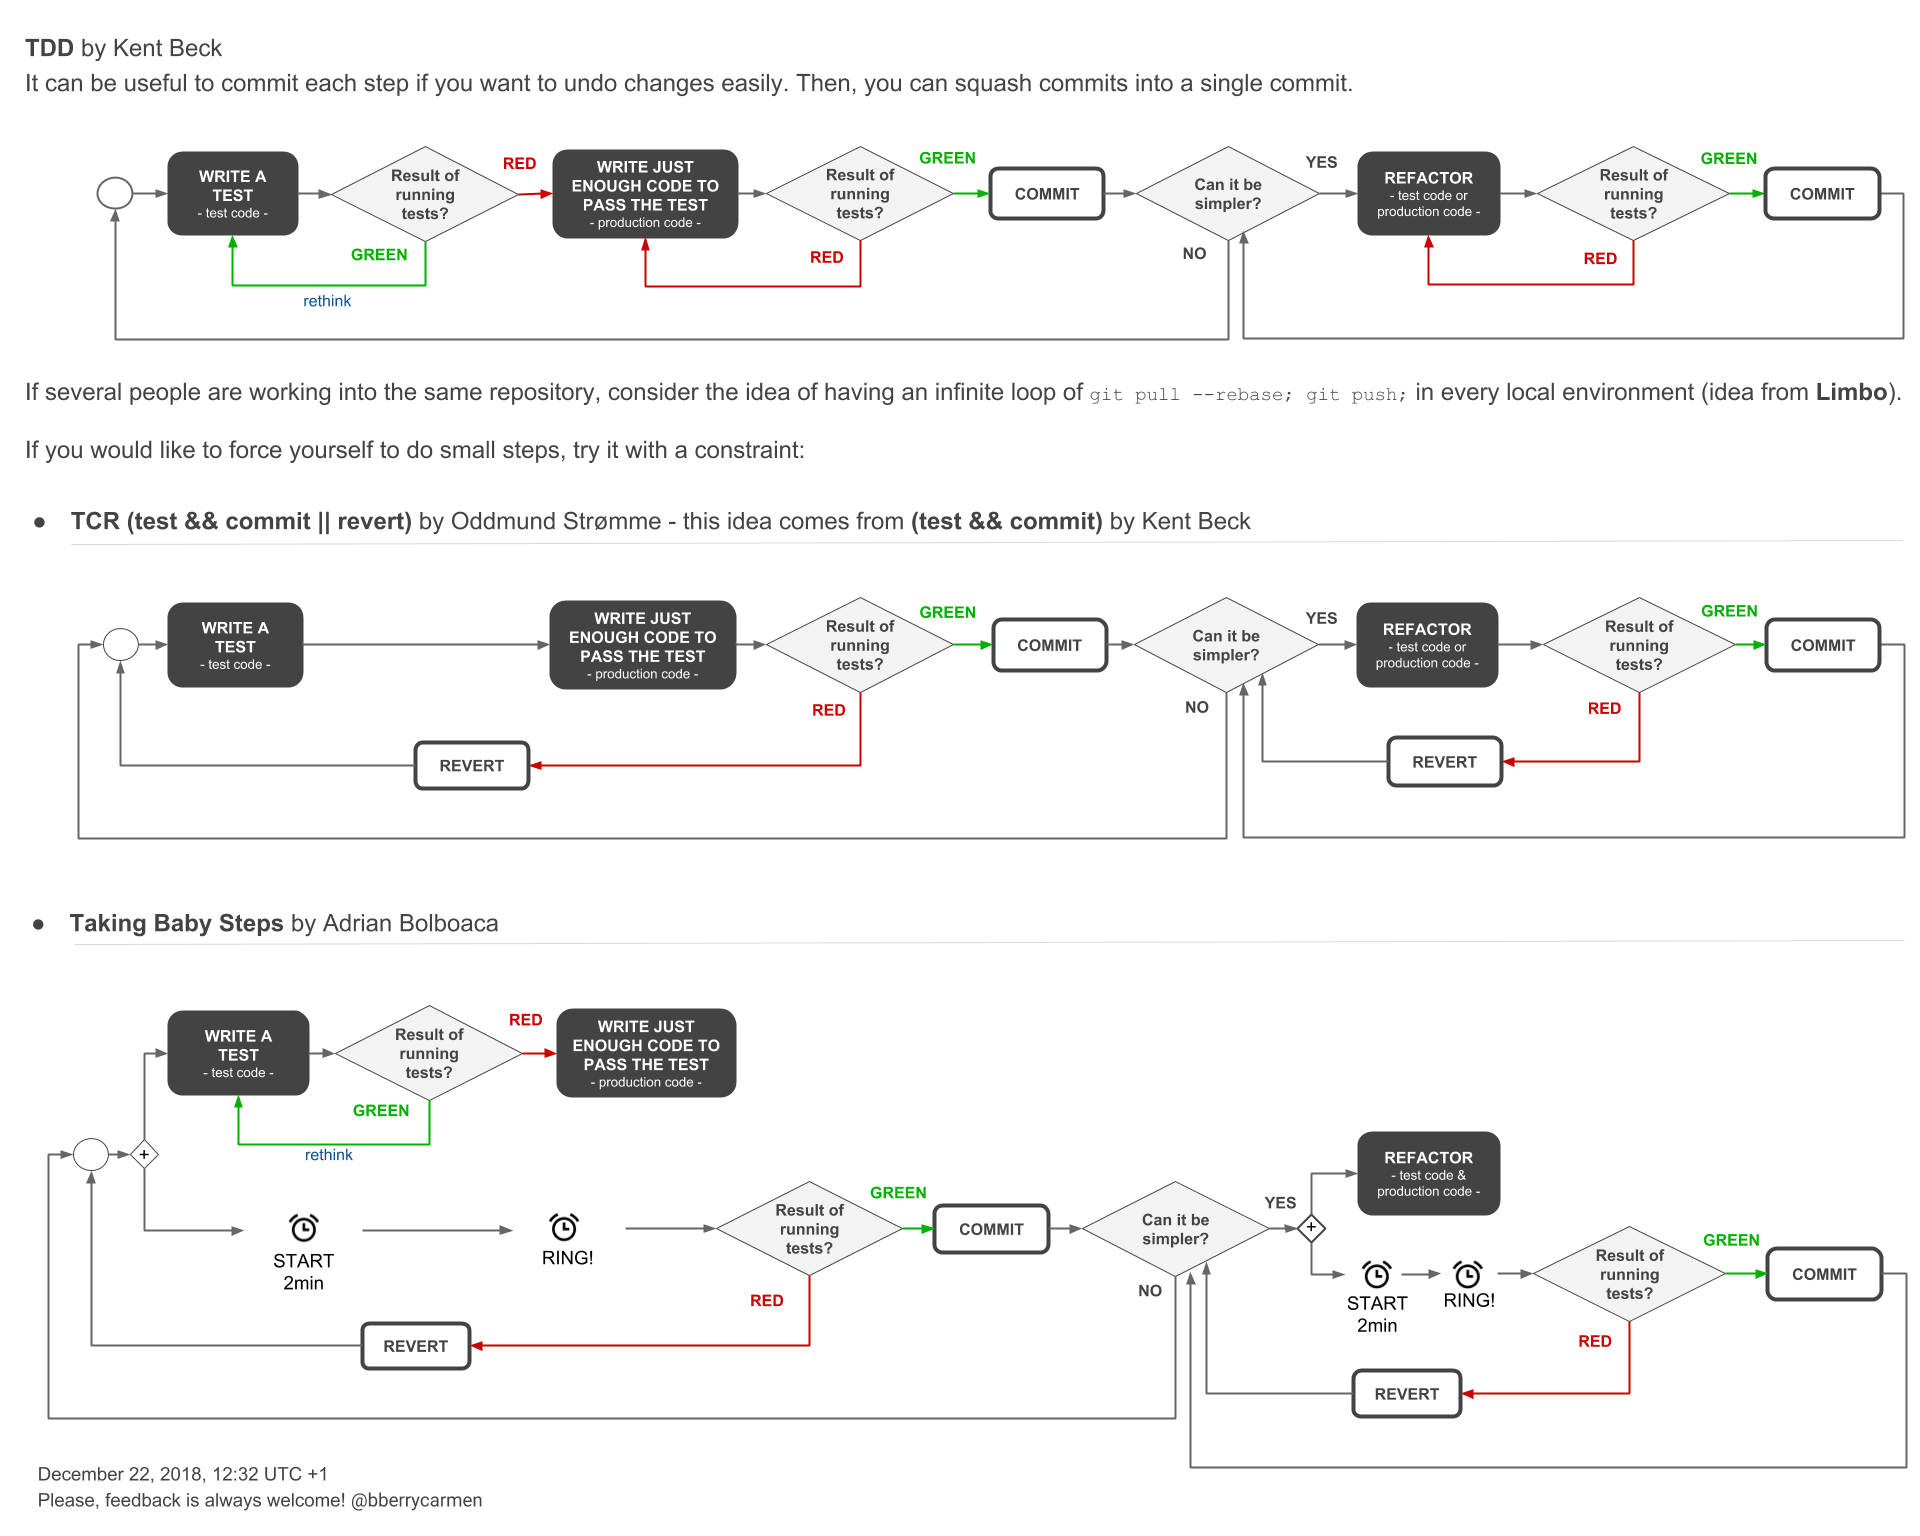 TDD by Kent Beck
It can be useful to commit each step if you want to undo changes easily. Then, you can squash commits into a single commit.
WRITE A
TEST
- test code -
Result of
running
tests?
RED
GREEN
rethink
WRITE JUST
ENOUGH CODE TO
PASS THE TEST
- production code -
Result of
running
tests?
GREEN
RED
COMMIT
Can it be
simpler?
YES
NO
REFACTOR
- test code or
production code -
Result of
running
tests?
GREEN
RED
COMMIT
If several people are working into the same repository, consider the idea of having an infinite loop of git pull --rebase; git push; in every local environment (idea from Limbo).
If you would like to force yourself to do small steps, try it with a constraint:
● TCR (test && commit || revert) by Oddmund Strømme - this idea comes from (test && commit) by Kent Beck
WRITE A
TEST
- test code -
WRITE JUST
ENOUGH CODE TO
PASS THE TEST
- production code -
Result of
running
tests?
GREEN
RED
COMMIT
REVERT
Can it be
simpler?
YES
NO
REFACTOR
- test code or
production code -
Result of
running
tests?
GREEN
RED
COMMIT
REVERT
● Taking Baby Steps by Adrian Bolboaca
WRITE A
TEST
- test code -
Result of
running
tests?
RED
GREEN
rethink
WRITE JUST
ENOUGH CODE TO
PASS THE TEST
- production code -
+
START
2min
RING!
Result of
running
tests?
GREEN
RED
COMMIT
REVERT
Can it be
simpler?
YES
NO
+
REFACTOR
- test code &
production code -
START
2min
RING!
Result of
running
tests?
GREEN
RED
COMMIT
REVERT
December 22, 2018, 12:32 UTC +1
Please, feedback is always welcome! @bberrycarmen